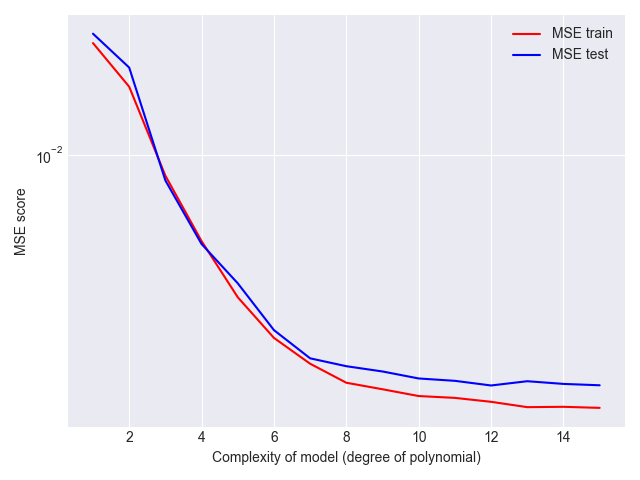 MSE train
MSE test
10⁻²
MSE score
2 4 6 8 10 12 14
Complexity of model (degree of polynomial)